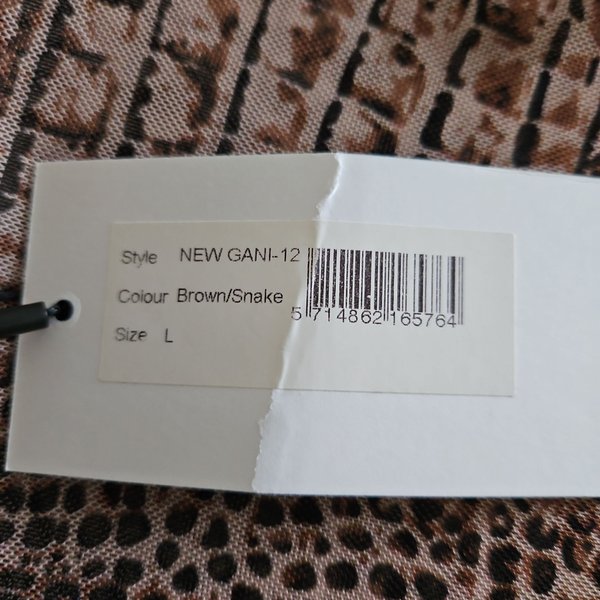 Style NEW GANI-12
Colour Brown/Snake
5 714862 165764
Size L